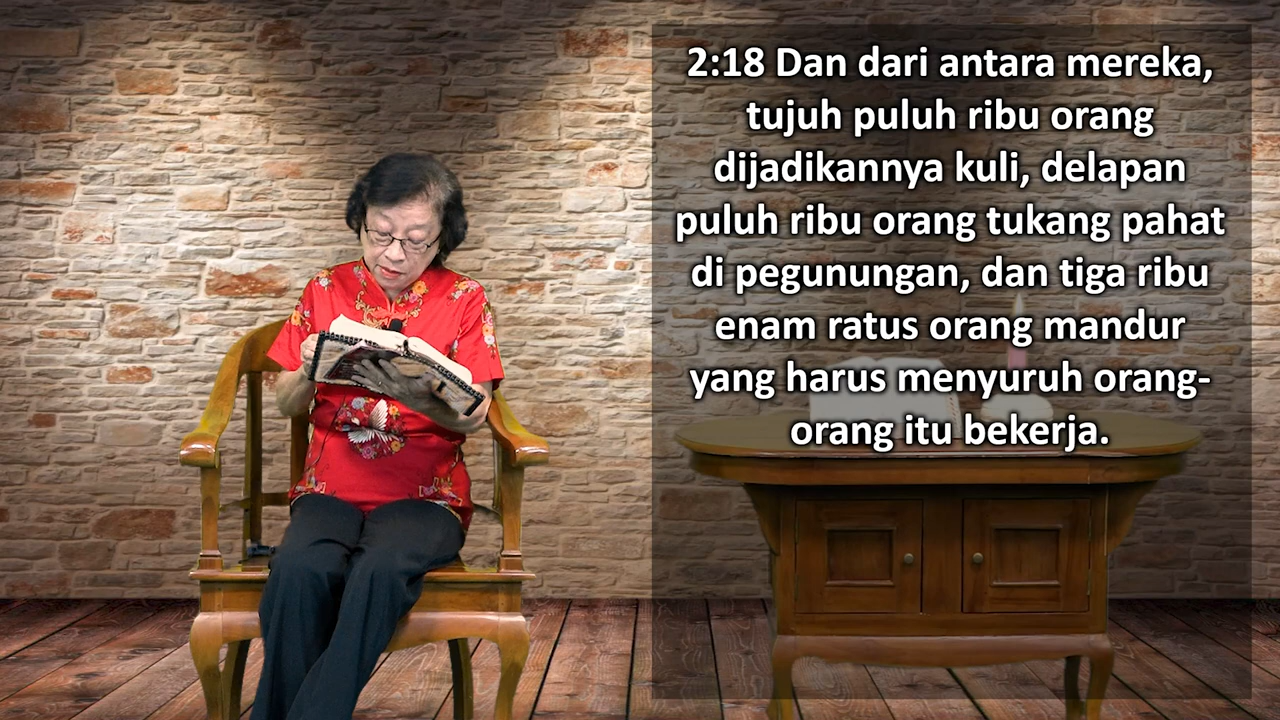 2:18 Dan dari antara mereka,
tujuh puluh ribu orang
dijadikannya kuli, delapan
puluh ribu orang tukang pahat
di pegunungan, dan tiga ribu
enam ratus orang mandur
yang harus menyuruh orang-
orang itu bekerja.